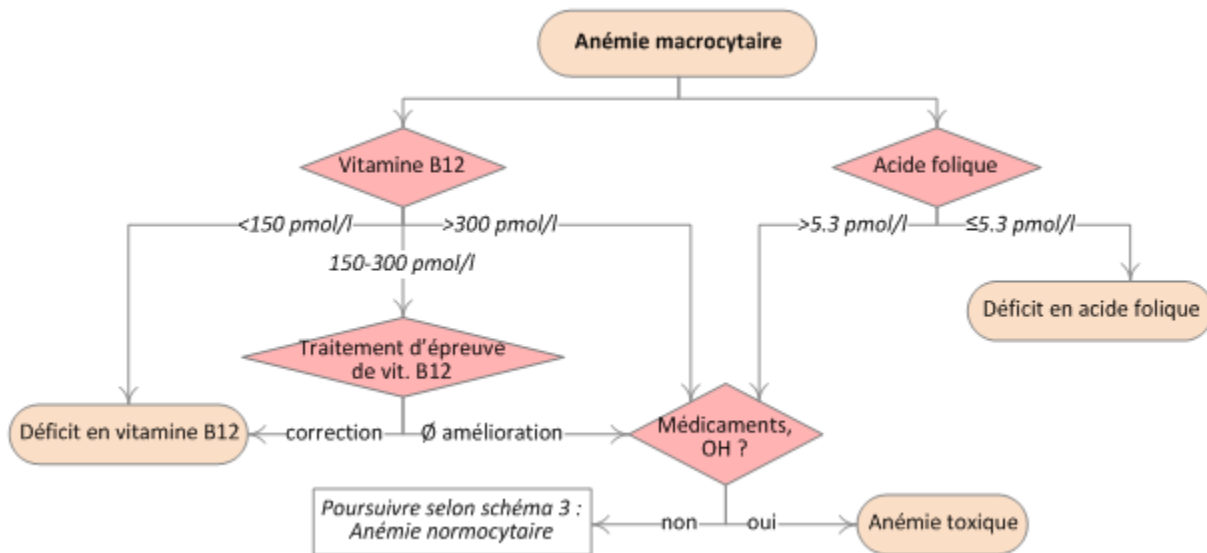 Anémie macrocytaire
Vitamine B12
Acide folique
<150 pmol/l
>300 pmol/l
>5.3 pmol/l
≤5.3 pmol/l
150-300 pmol/l
Déficit en acide folique
Traitement d'épreuve
de vit. B12
Déficit en vitamine B12
correction
Ø amélioration
Médicaments,
OH ?
Poursuivre selon schéma 3 :
Anémie normocytaire
non
oui
Anémie toxique